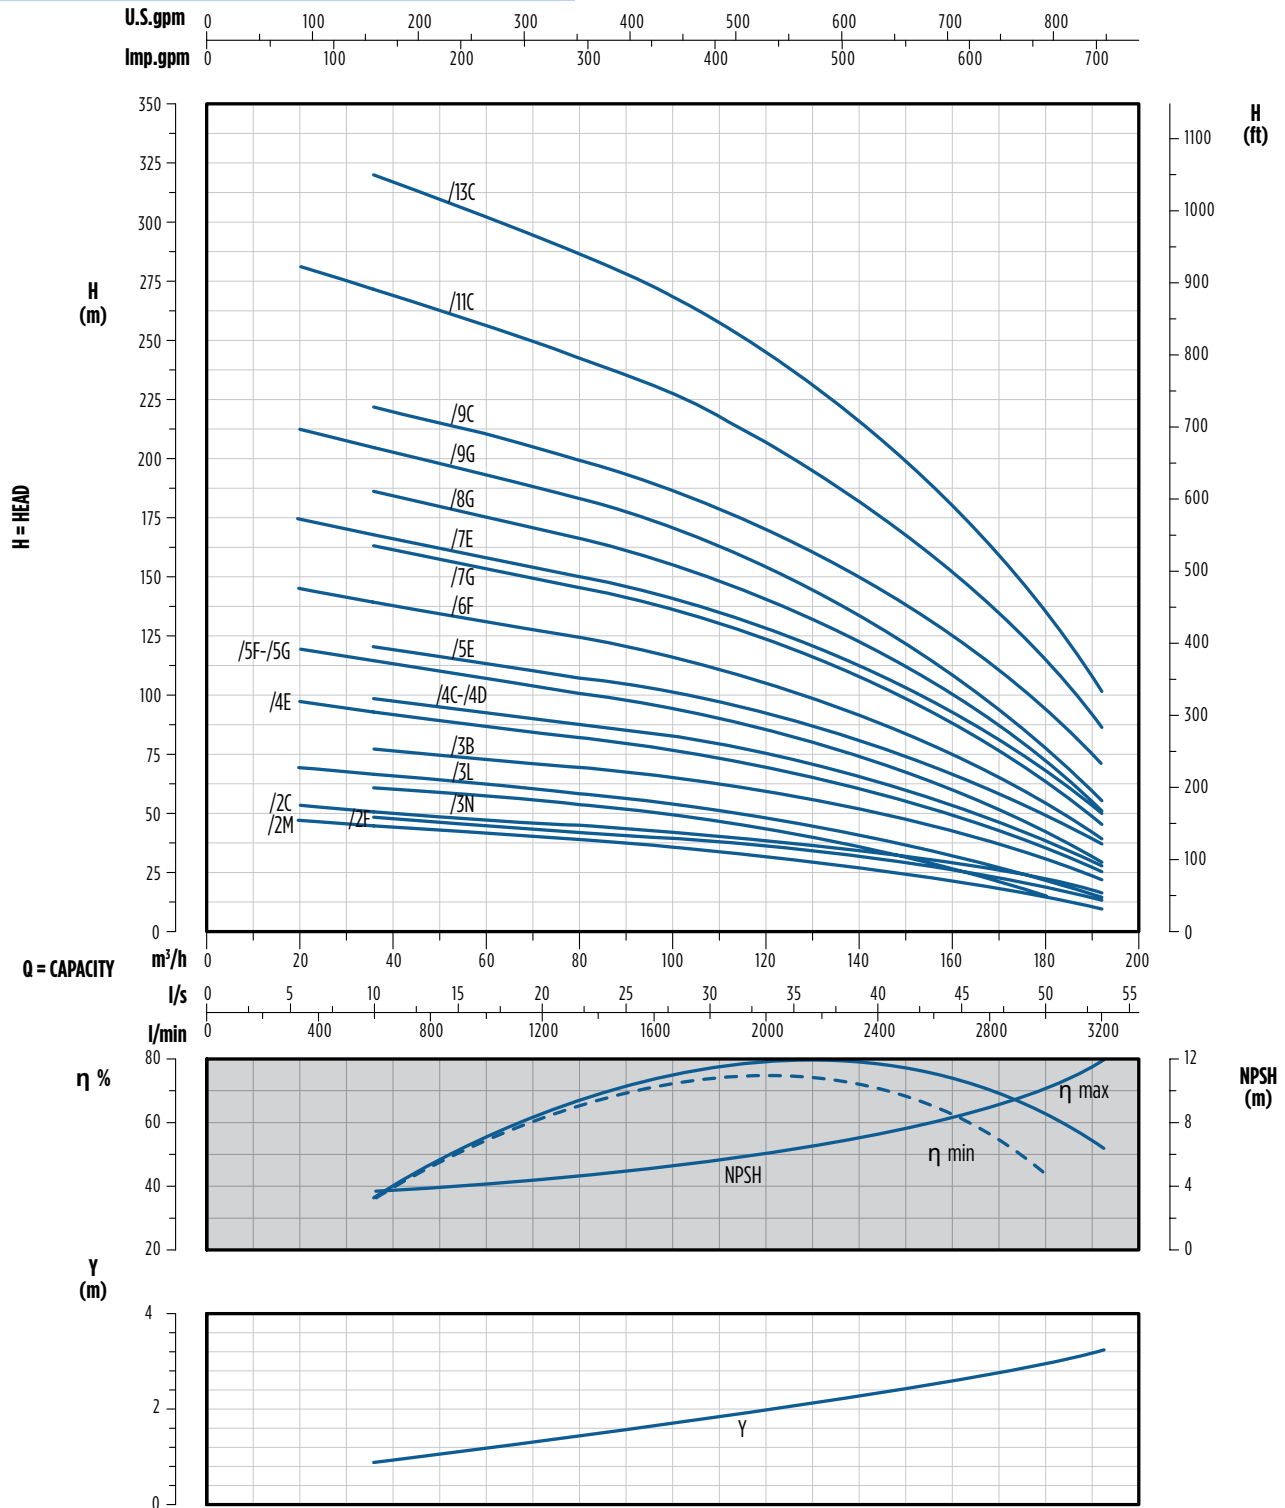 U.S.gpm 0 100 200 300 400 500 600 700 800
Imp.gpm 0 100 200 300 400 500 600 700
350
H
(ft)
1100
325
/13C
300
1000
H
(m)
275
900
/11C
250
800
225
/9C
700
200
/9G
600
H = HEAD
/8G
175
/7E
500
150
/7G
/6F
125
400
/5F-/5G
/5E
100
/4C-/4D
300
/4E
75
/3B
200
/3L
/2C
/3N
50
/2F
/2M
100
25
0
0
Q = CAPACITY
m³/h 0 20 40 60 80 100 120 140 160 180 200
l/s 0 5 10 15 20 25 30 35 40 45 50 55
l/min 0 400 800 1200 1600 2000 2400 2800 3200
80
12
η %
NPSH
(m)
η max
60
8
η min
NPSH
40
4
20
0
Y
(m)
4
2
Y
0